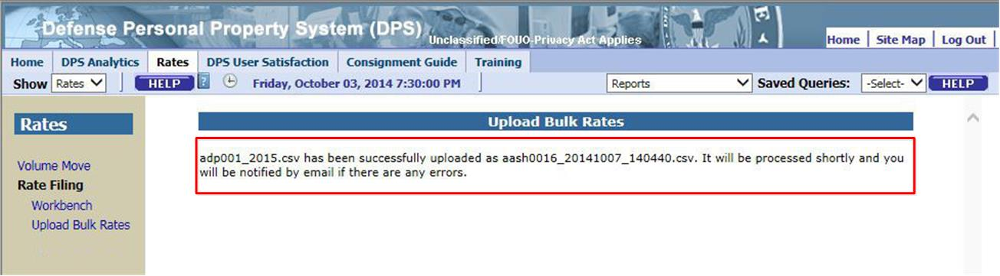 Defense Personal Property System (DPS)
Unclassified/FOUO-Privacy Act Applies
Home | Site Map | Log Out |
Home DPS Analytics Rates DPS User Satisfaction Consignment Guide Training
Show Rates HELP ? Friday, October 03, 2014 7:30:00 PM Reports Saved Queries: -Select- HELP
Rates
Upload Bulk Rates
adp001_2015.csv has been successfully uploaded as aash0016_20141007_140440.csv. It will be processed shortly and you
will be notified by email if there are any errors.
Volume Move
Rate Filing
Workbench
Upload Bulk Rates